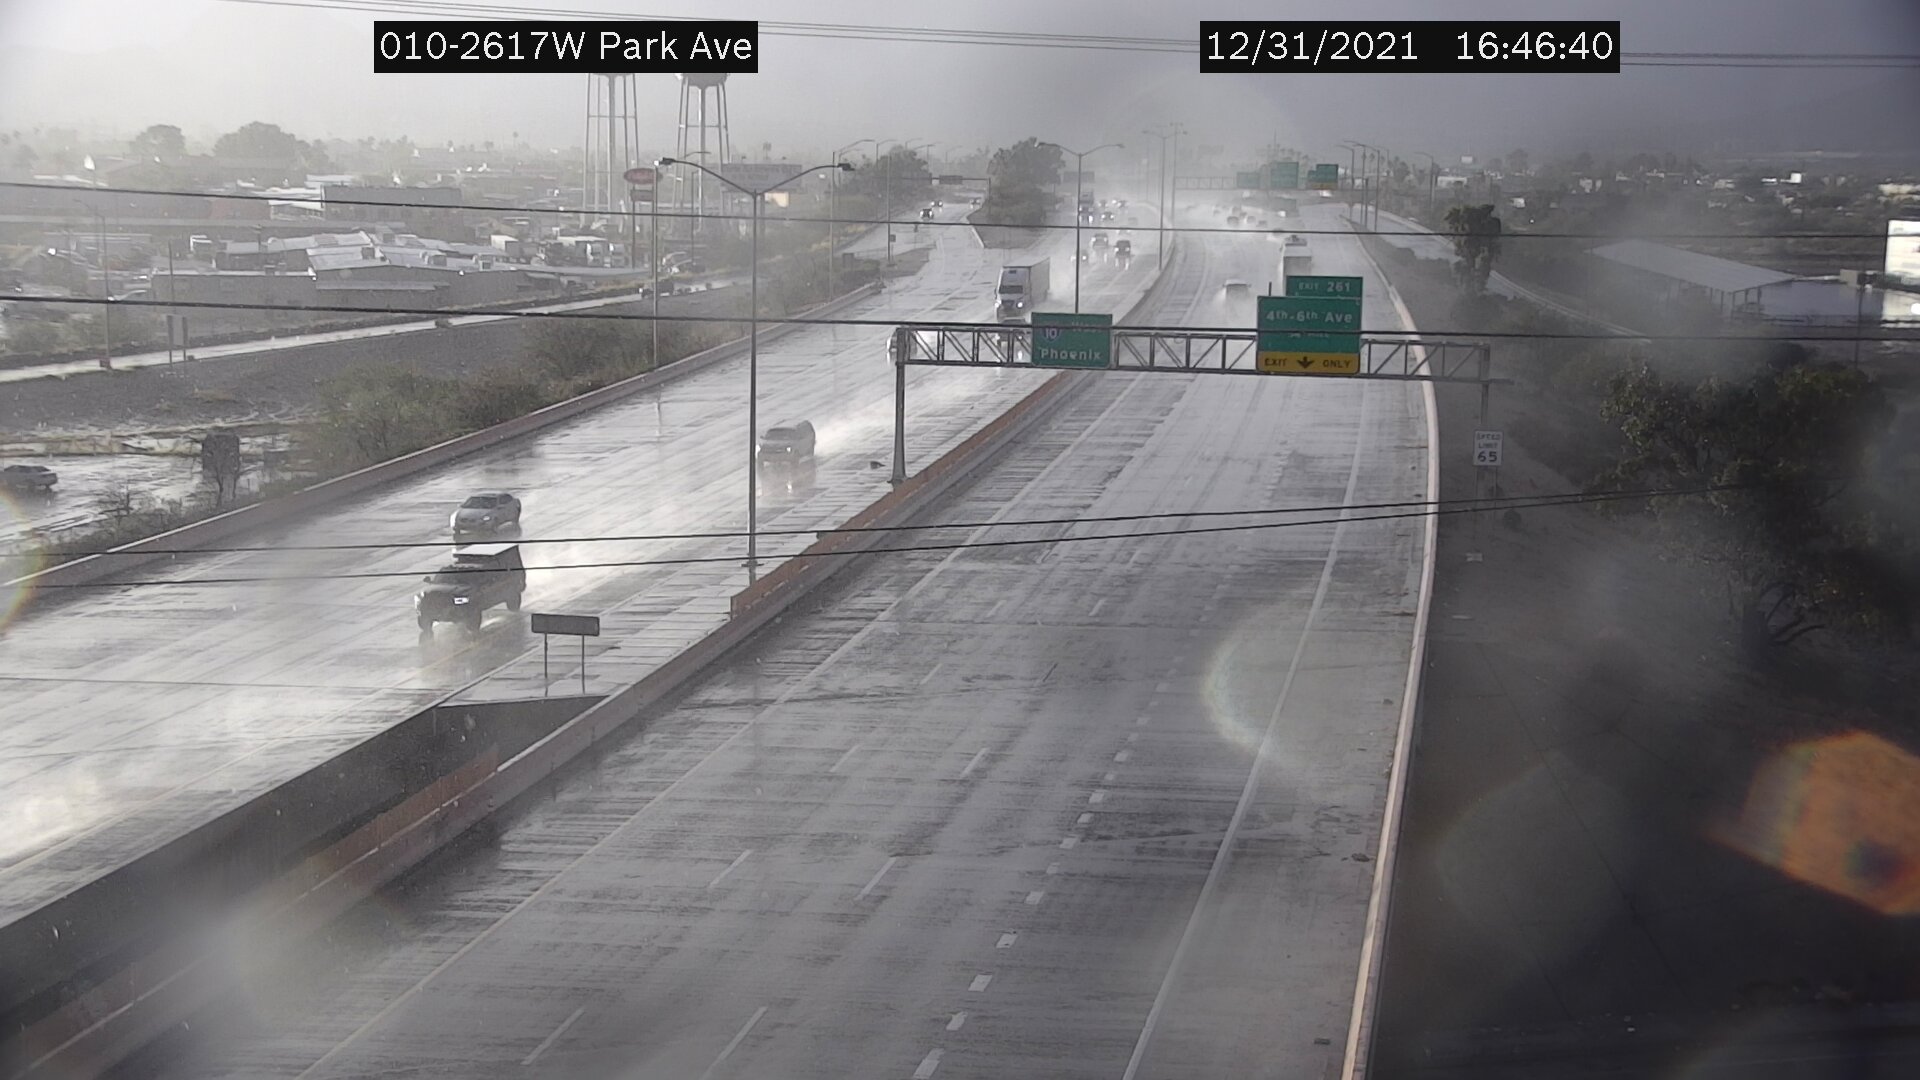 010-2617W Park Ave
12/31/2021 16:46:40
EXIT 261
4th-6th Ave
EXIT ONLY
10
Phoenix
SPEED
LIMIT
65